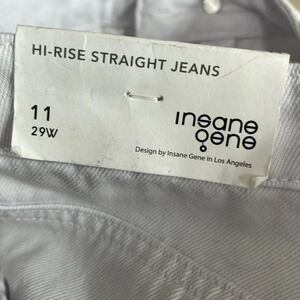 HI-RISE STRAIGHT JEANS
11
29W
insane
gene
Design by Insane Gene in Los Angeles